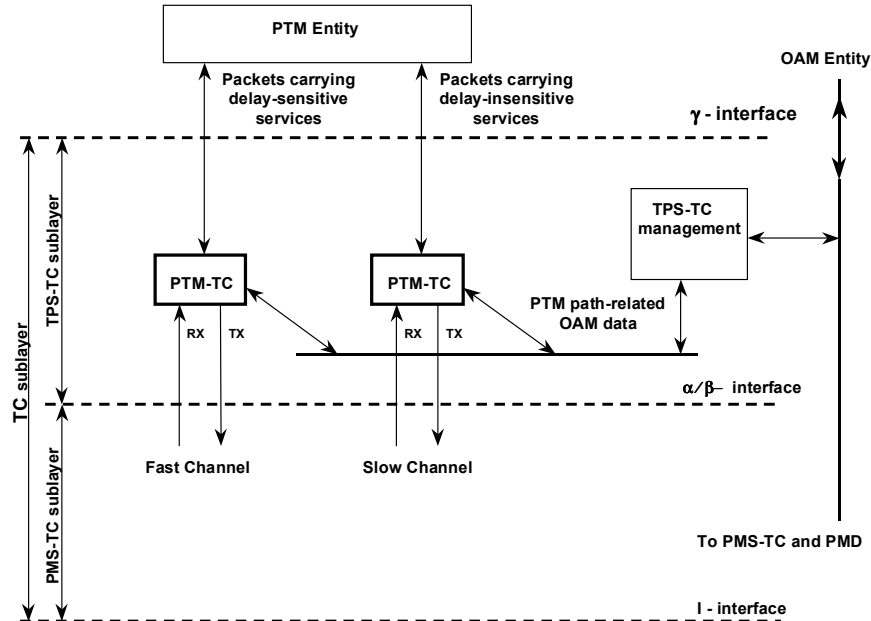 PTM Entity
OAM Entity
Packets carrying
delay-sensitive
services
Packets carrying
delay-insensitive
services
γ - interface
TC sublayer
TPS-TC sublayer
TPS-TC
management
PTM-TC
PTM-TC
PTM path-related
OAM data
RX
TX
RX
TX
α/β– interface
Fast Channel
Slow Channel
PMS-TC sublayer
To PMS-TC and PMD
I - interface